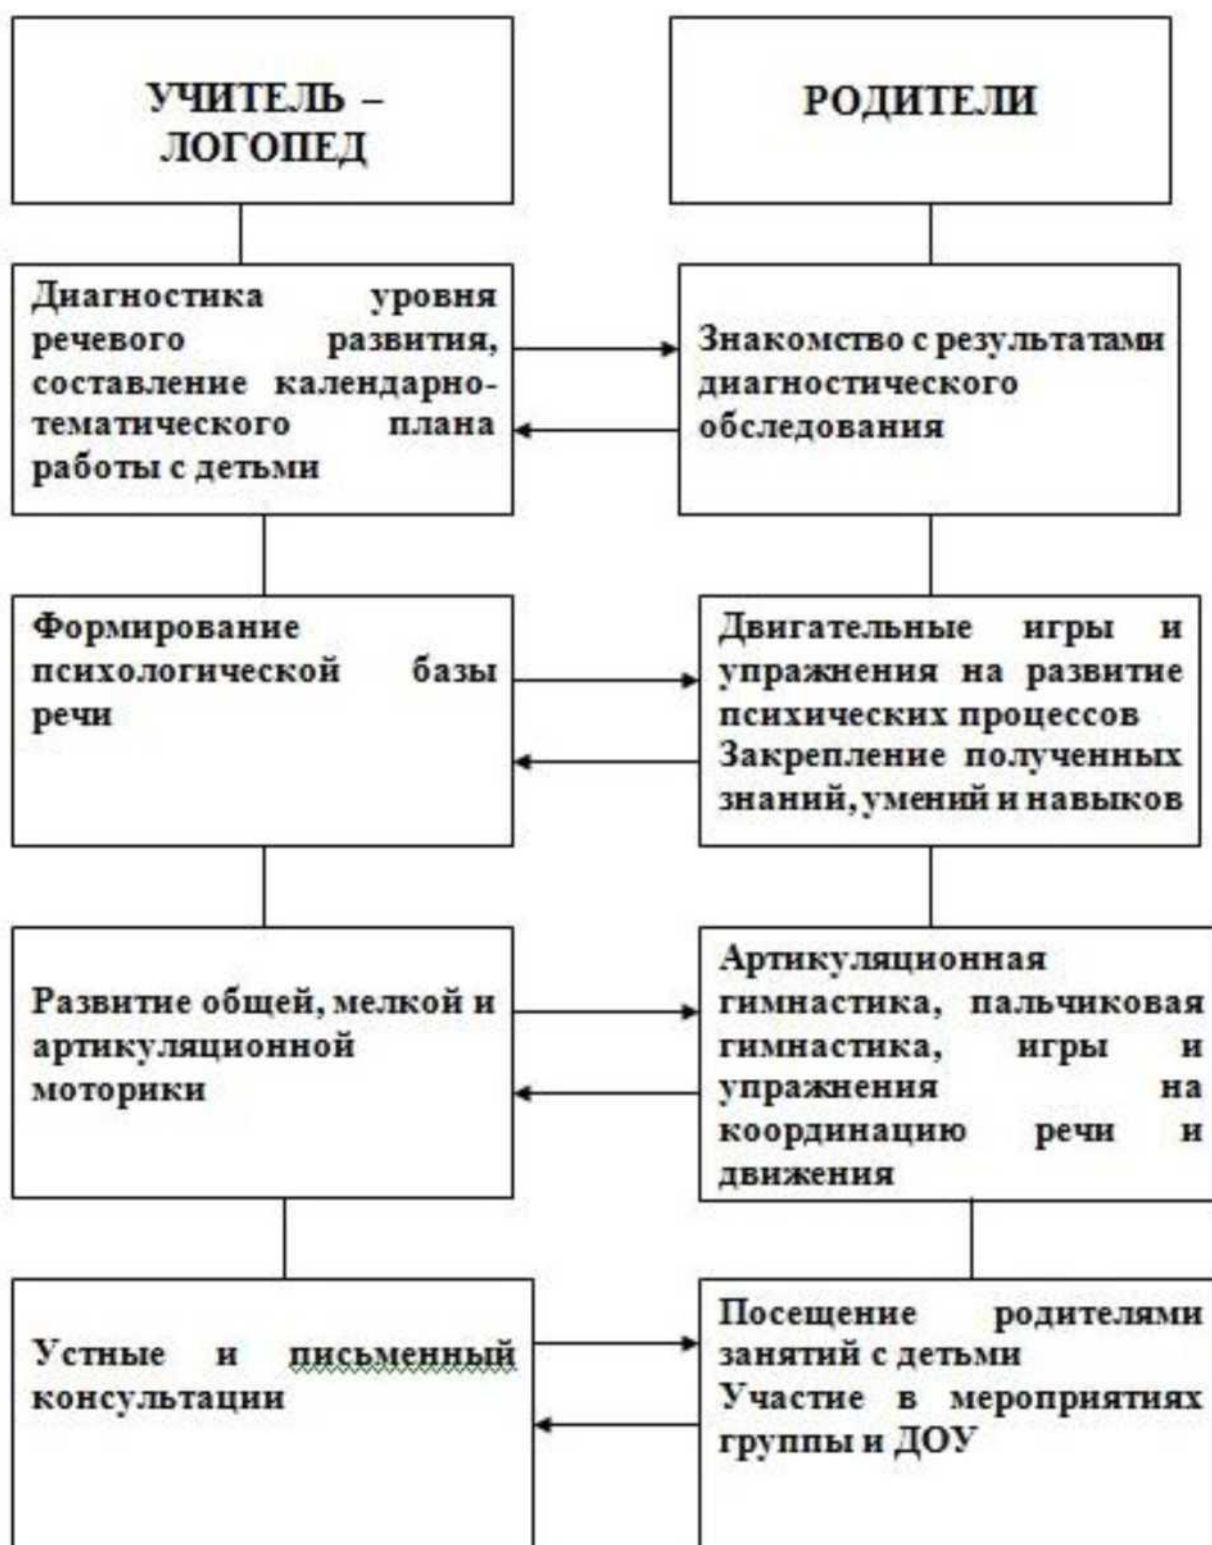 УЧИТЕЛЬ –
ЛОГОПЕД
РОДИТЕЛИ
Диагностика уровня
речевого развития,
составление календарно-
тематического плана
работы с детьми
Знакомство с результатами
диагностического
обследования
Формирование
психологической базы
речи
Двигательные игры и
упражнения на развитие
психических процессов
Закрепление полученных
знаний, умений и навыков
Развитие общей, мелкой и
артикуляционной
моторики
Артикуляционная
гимнастика, пальчиковая
гимнастика, игры и
упражнения на
координацию речи и
движения
Устные и письменный
консультации
Посещение родителями
занятий с детьми
Участие в мероприятиях
группы и ДОУ